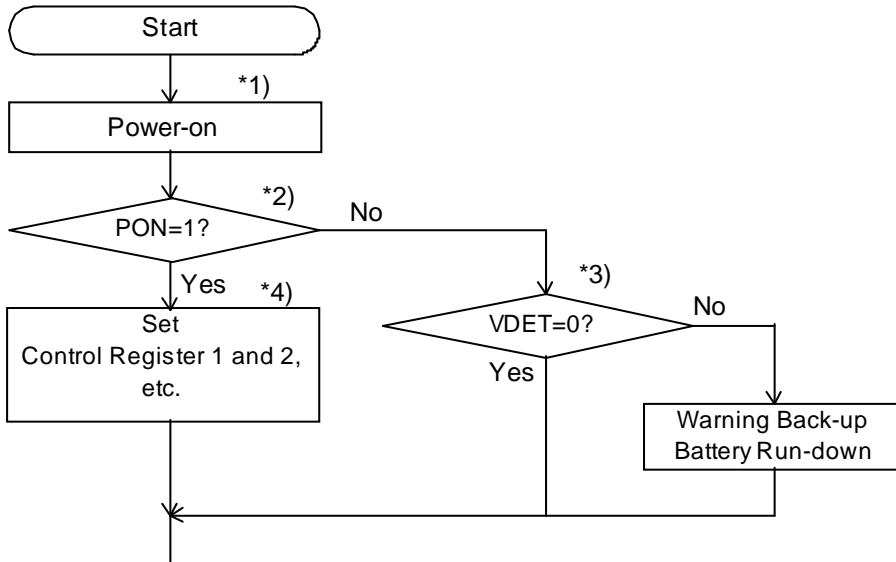 Start
*1)
Power-on
*2)
PON=1?
No
Yes
*4)
Set
Control Register 1 and 2,
etc.
*3)
VDET=0?
No
Yes
Warning Back-up
Battery Run-down